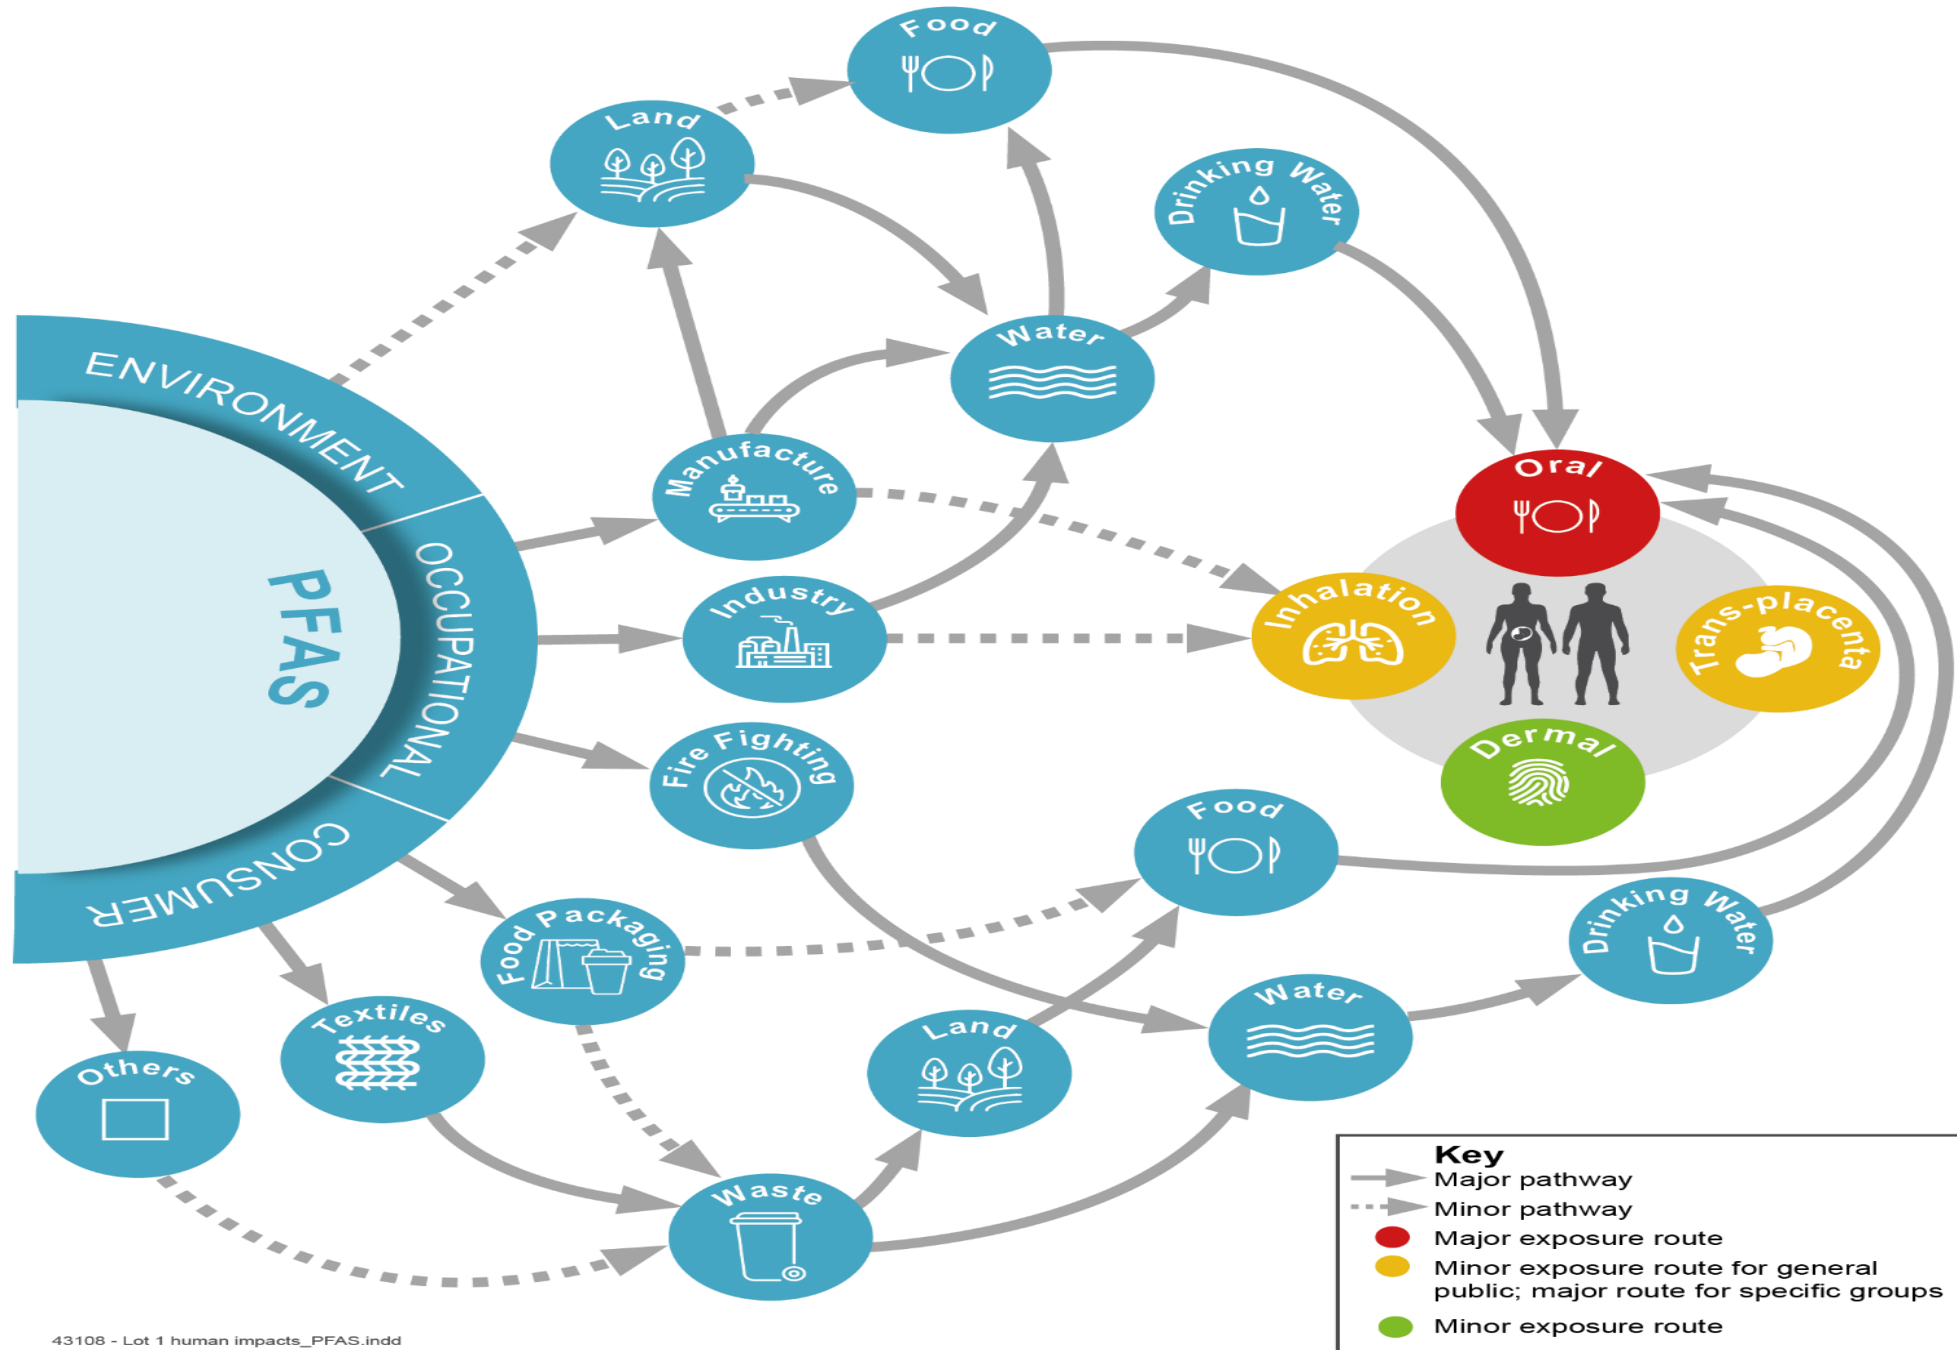 Food
Land
Drinking Water
Water
ENVIRONMENT
Manufacture
Oral
OCCUPATIONAL
PFAS
Industry
Inhalation
Trans-placenta
Fire Fighting
Dermal
CONSUMER
Food
Food Packaging
Drinking Water
Textiles
Land
Water
Others
Waste
Key
Major pathway
Minor pathway
Major exposure route
Minor exposure route for general
public; major route for specific groups
Minor exposure route
43108 - Lot 1 human impacts_PFAS.indd